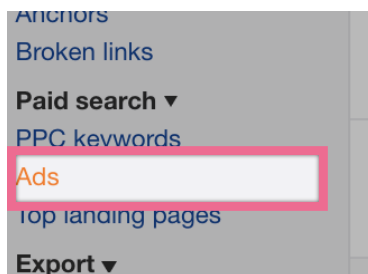 Anchors
Broken links
Paid search ▼
PPC keywords
Ads
Top landing pages
Export ▼